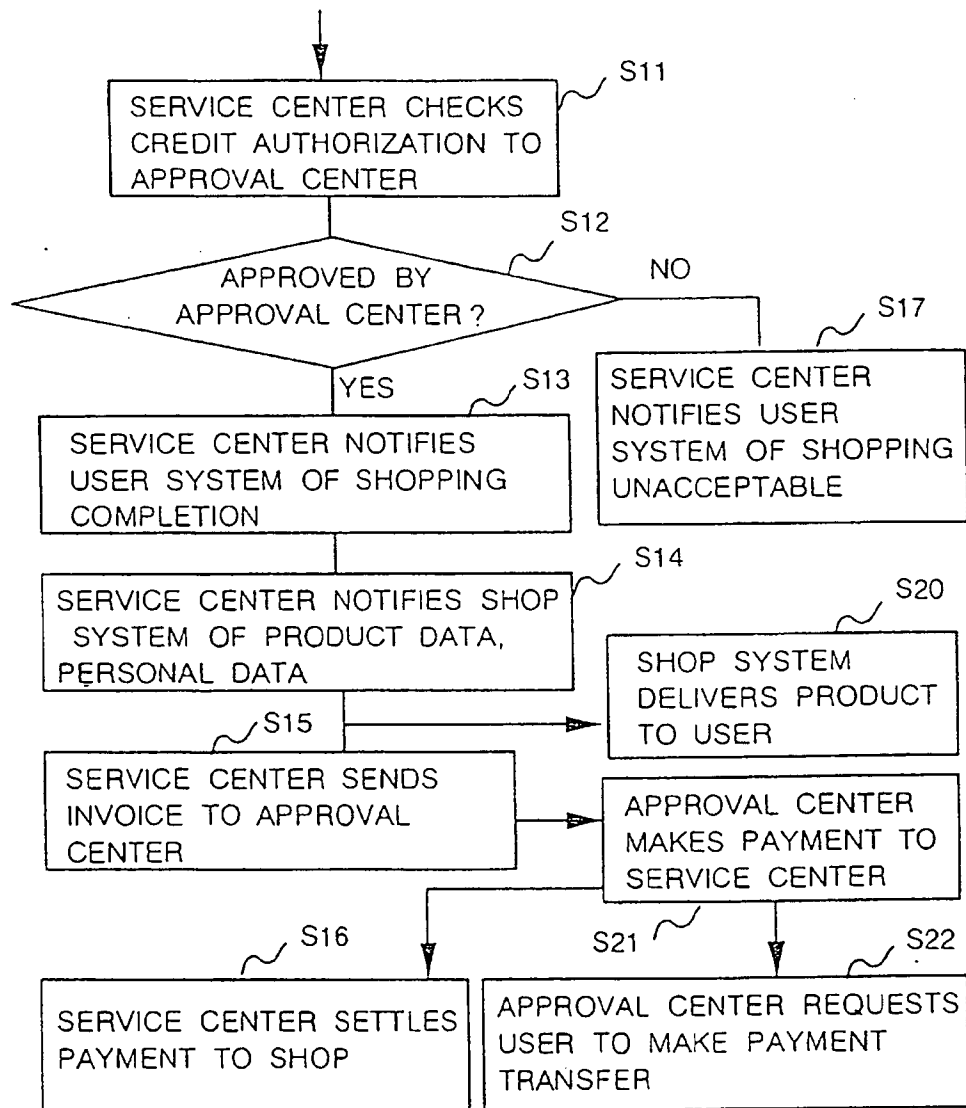 S11
SERVICE CENTER CHECKS
CREDIT AUTHORIZATION TO
APPROVAL CENTER
S12
APPROVED BY
APPROVAL CENTER?
NO
YES
S17
SERVICE CENTER
NOTIFIES USER
SYSTEM OF SHOPPING
UNACCEPTABLE
S13
SERVICE CENTER NOTIFIES
USER SYSTEM OF SHOPPING
COMPLETION
S14
SERVICE CENTER NOTIFIES SHOP
SYSTEM OF PRODUCT DATA,
PERSONAL DATA
S20
SHOP SYSTEM
DELIVERS PRODUCT
TO USER
S15
SERVICE CENTER SENDS
INVOICE TO APPROVAL
CENTER
APPROVAL CENTER
MAKES PAYMENT TO
SERVICE CENTER
S21
S16
SERVICE CENTER SETTLES
PAYMENT TO SHOP
S22
APPROVAL CENTER REQUESTS
USER TO MAKE PAYMENT
TRANSFER